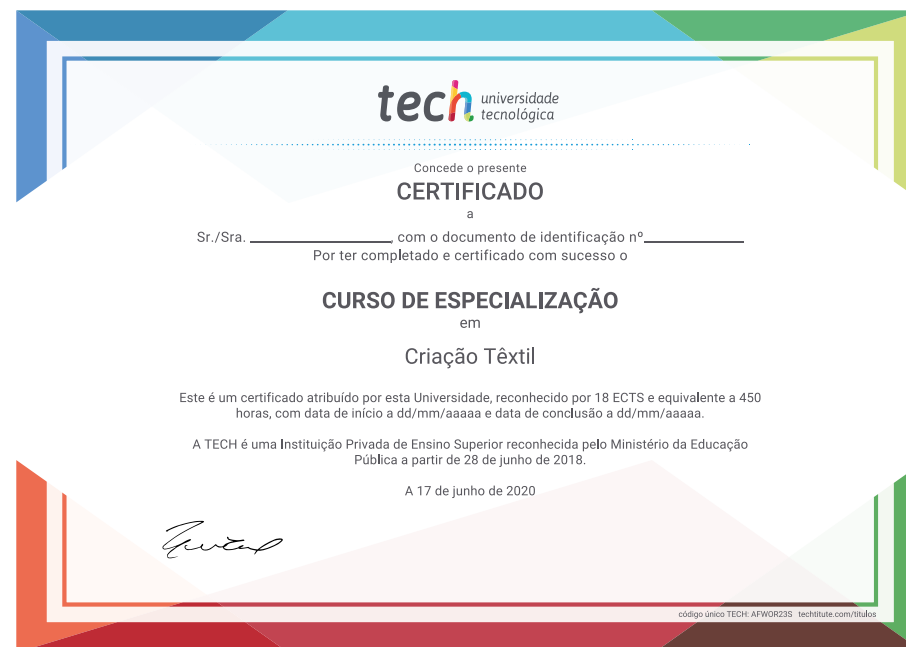 tech universidade
tecnológica
Concede o presente
CERTIFICADO
a
Sr./Sra. ____________________, com o documento de identificação nº______________
Por ter completado e certificado com sucesso o
CURSO DE ESPECIALIZAÇÃO
em
Criação Têxtil
Este é um certificado atribuído por esta Universidade, reconhecido por 18 ECTS e equivalente a 450
horas, com data de início a dd/mm/aaaaa e data de conclusão a dd/mm/aaaaa.
A TECH é uma Instituição Privada de Ensino Superior reconhecida pelo Ministério da Educação
Pública a partir de 28 de junho de 2018.
A 17 de junho de 2020
código único TECH: AFWOR23S techtitute.com/titulos